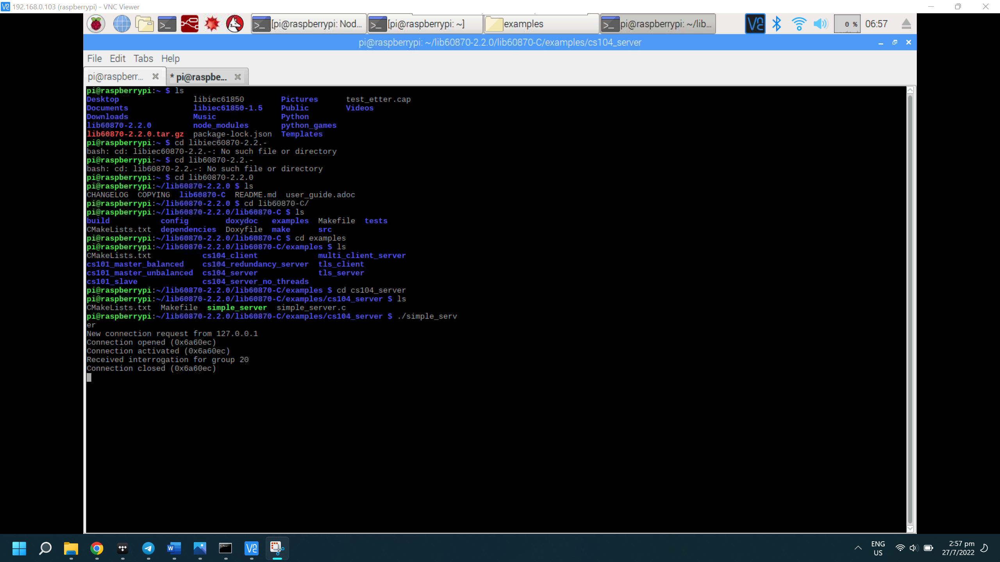 192.168.0.103 (raspberrypi) - VNC Viewer
[pi@raspberrypi: Nod... [pi@raspberrypi: ~] examples pi@raspberrypi: ~/lib... 0 % 06:57
pi@raspberrypi: ~/lib60870-2.2.0/lib60870-C/examples/cs104_server
File Edit Tabs Help
pi@raspberr... * pi@raspbe...
pi@raspberrypi:~ $ ls
Desktop libiec61850 Pictures test_etter.cap
Documents libiec61850-1.5 Public Videos
Downloads Music Python
lib60870-2.2.0 node_modules python_games
lib60870-2.2.0.tar.gz package-lock.json Templates
pi@raspberrypi:~ $ cd libiec60870-2.2.-
bash: cd: libiec60870-2.2.-: No such file or directory
pi@raspberrypi:~ $ cd lib60870-2.2.-
bash: cd: lib60870-2.2.-: No such file or directory
pi@raspberrypi:~ $ cd lib60870-2.2.0
pi@raspberrypi:~/lib60870-2.2.0 $ ls
CHANGELOG COPYING lib60870-C README.md user_guide.adoc
pi@raspberrypi:~/lib60870-2.2.0 $ cd lib60870-C/
pi@raspberrypi:~/lib60870-2.2.0/lib60870-C $ ls
build config doxydoc examples Makefile tests
CMakeLists.txt dependencies Doxyfile make src
pi@raspberrypi:~/lib60870-2.2.0/lib60870-C $ cd examples
pi@raspberrypi:~/lib60870-2.2.0/lib60870-C/examples $ ls
CMakeLists.txt cs104_client multi_client_server
cs101_master_balanced cs104_redundancy_server tls_client
cs101_master_unbalanced cs104_server tls_server
cs101_slave cs104_server_no_threads
pi@raspberrypi:~/lib60870-2.2.0/lib60870-C/examples $ cd cs104_server
pi@raspberrypi:~/lib60870-2.2.0/lib60870-C/examples/cs104_server $ ls
CMakeLists.txt Makefile simple_server simple_server.c
pi@raspberrypi:~/lib60870-2.2.0/lib60870-C/examples/cs104_server $ ./simple_serv
er
New connection request from 127.0.0.1
Connection opened (0x6a60ec)
Connection activated (0x6a60ec)
Received interrogation for group 20
Connection closed (0x6a60ec)
ENG 2:57 pm
US 27/7/2022